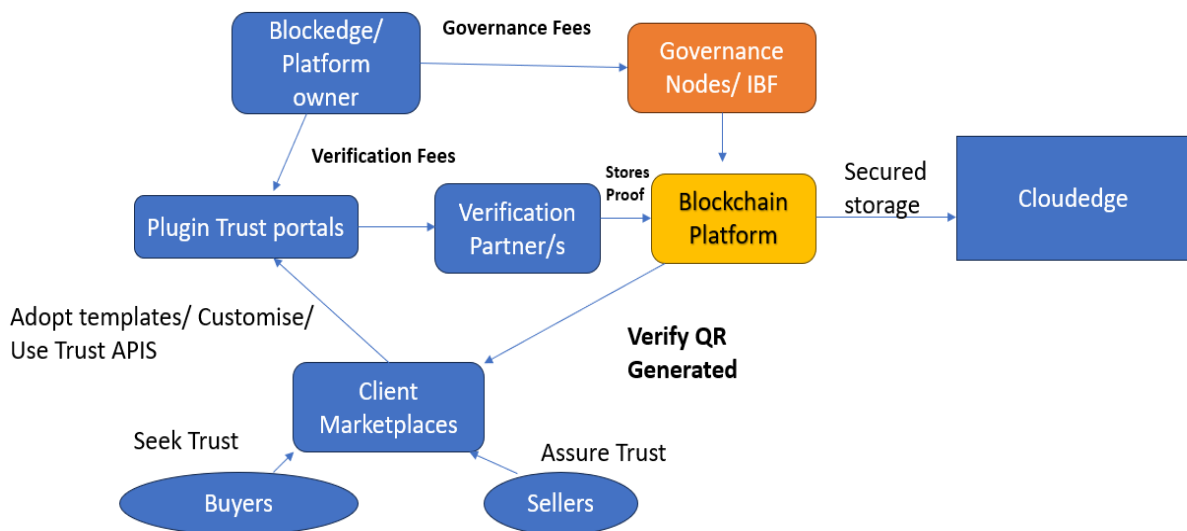 Blockedge/
Platform
owner
Governance Fees
Governance
Nodes/ IBF
Verification Fees
Plugin Trust portals
Verification
Partner/s
Stores
Proof
Blockchain
Platform
Secured
storage
Cloudedge
Adopt templates/ Customise/
Use Trust APIS
Verify QR
Generated
Client
Marketplaces
Seek Trust
Assure Trust
Buyers
Sellers